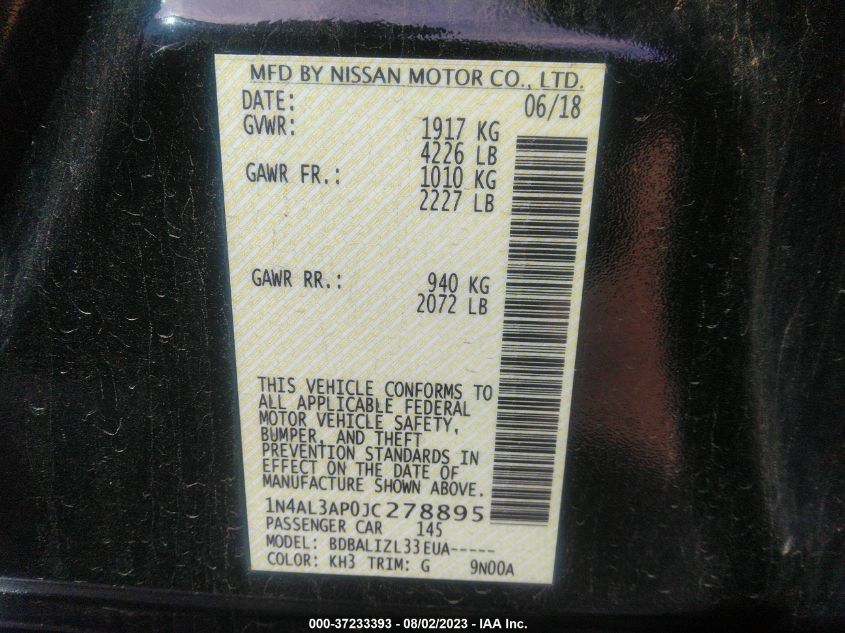 MFD BY NISSAN MOTOR CO., LTD.
DATE: 06/18
GVWR: 1917 KG
4226 LB
GAWR FR.: 1010 KG
2227 LB
GAWR RR.: 940 KG
2072 LB
THIS VEHICLE CONFORMS TO
ALL APPLICABLE FEDERAL
MOTOR VEHICLE SAFETY,
BUMPER, AND THEFT
PREVENTION STANDARDS IN
EFFECT ON THE DATE OF
MANUFACTURE SHOWN ABOVE.
1N4AL3AP0JC278895
PASSENGER CAR 145
MODEL: BDBALIZL33EUA-----
COLOR: KH3 TRIM: G 9N00A
000-37233393 - 08/02/2023 - IAA Inc.